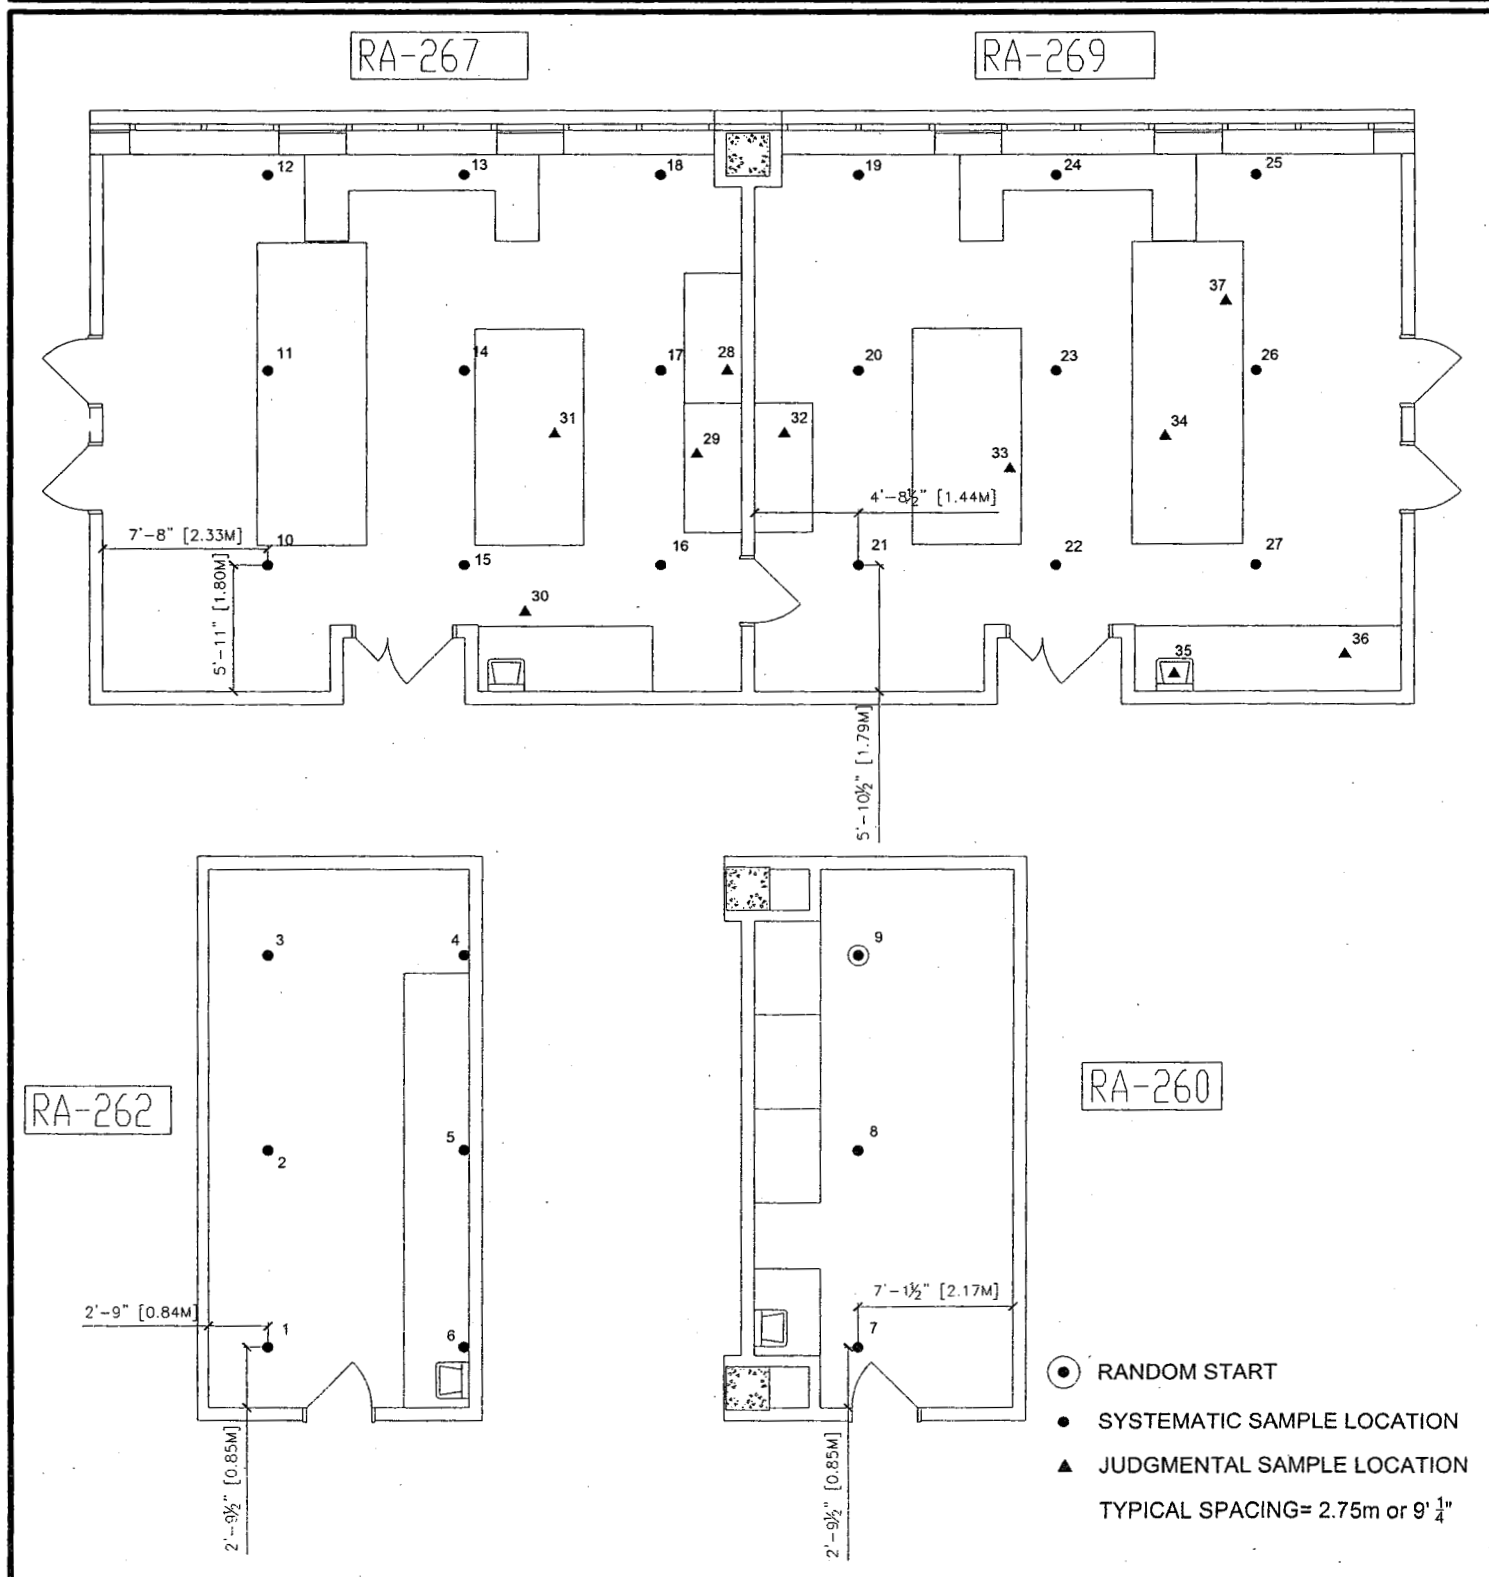 RA-267
RA-269
12
13
18
19
24
25
37
11
14
17
28
20
23
26
31
29
32
33
34
4'-8½" [1.44M]
7'-8" [2.33M]
10
15
16
21
22
27
5'-11" [1.80M]
30
35
36
5'-10½" [1.79M]
3
4
9
RA-262
RA-260
2
5
8
2'-9" [0.84M]
1
6
7'-1½" [2.17M]
7
2'-9½" [0.85M]
2'-9½" [0.85M]
RANDOM START
SYSTEMATIC SAMPLE LOCATION
JUDGMENTAL SAMPLE LOCATION
TYPICAL SPACING= 2.75m or 9' ¼"